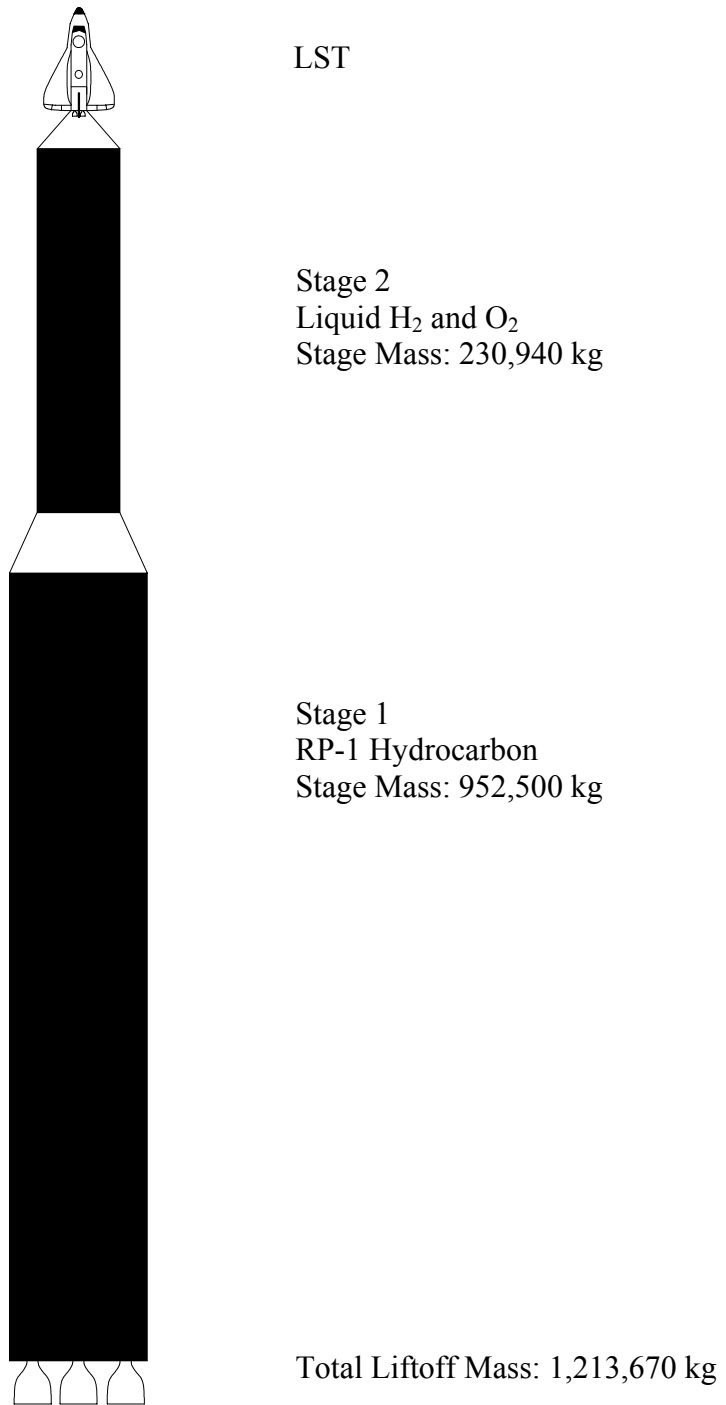 LST
Stage 2
Liquid H₂ and O₂
Stage Mass: 230,940 kg
Stage 1
RP-1 Hydrocarbon
Stage Mass: 952,500 kg
Total Liftoff Mass: 1,213,670 kg